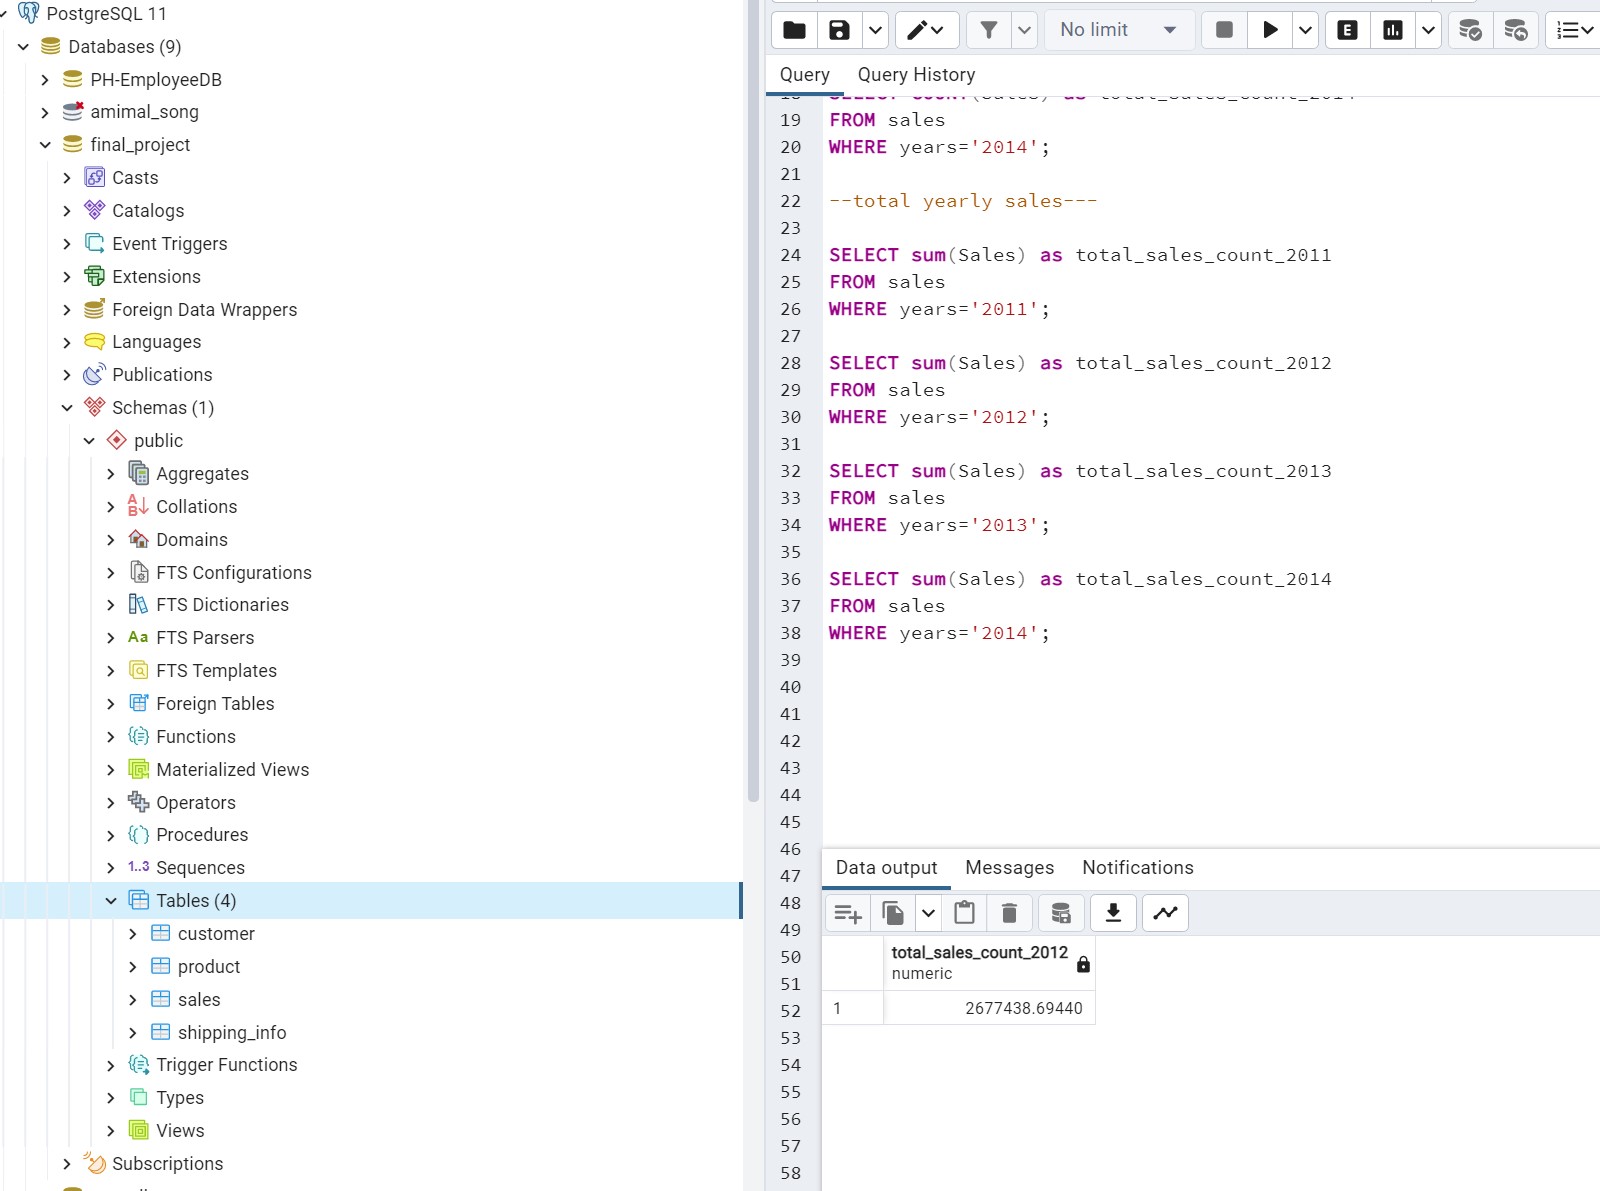 PostgreSQL 11
Databases (9)
PH-EmployeeDB
amimal_song
final_project
Casts
Catalogs
Event Triggers
Extensions
Foreign Data Wrappers
Languages
Publications
Schemas (1)
public
Aggregates
Collations
Domains
FTS Configurations
FTS Dictionaries
Aa FTS Parsers
FTS Templates
Foreign Tables
Functions
Materialized Views
Operators
Procedures
1..3 Sequences
Tables (4)
customer
product
sales
shipping_info
Trigger Functions
Types
Views
Subscriptions
No limit
E
Query Query History
18 SELECT COUNT(Sales) as total_sales_count_2014
19 FROM sales
20 WHERE years='2014';
21
22 --total yearly sales---
23
24 SELECT sum(Sales) as total_sales_count_2011
25 FROM sales
26 WHERE years='2011';
27
28 SELECT sum(Sales) as total_sales_count_2012
29 FROM sales
30 WHERE years='2012';
31
32 SELECT sum(Sales) as total_sales_count_2013
33 FROM sales
34 WHERE years='2013';
35
36 SELECT sum(Sales) as total_sales_count_2014
37 FROM sales
38 WHERE years='2014';
39
40
41
42
43
44
45
46
47
48
49
50
51
52
53
54
55
56
57
58
Data output Messages Notifications
total_sales_count_2012
numeric
1 2677438.69440